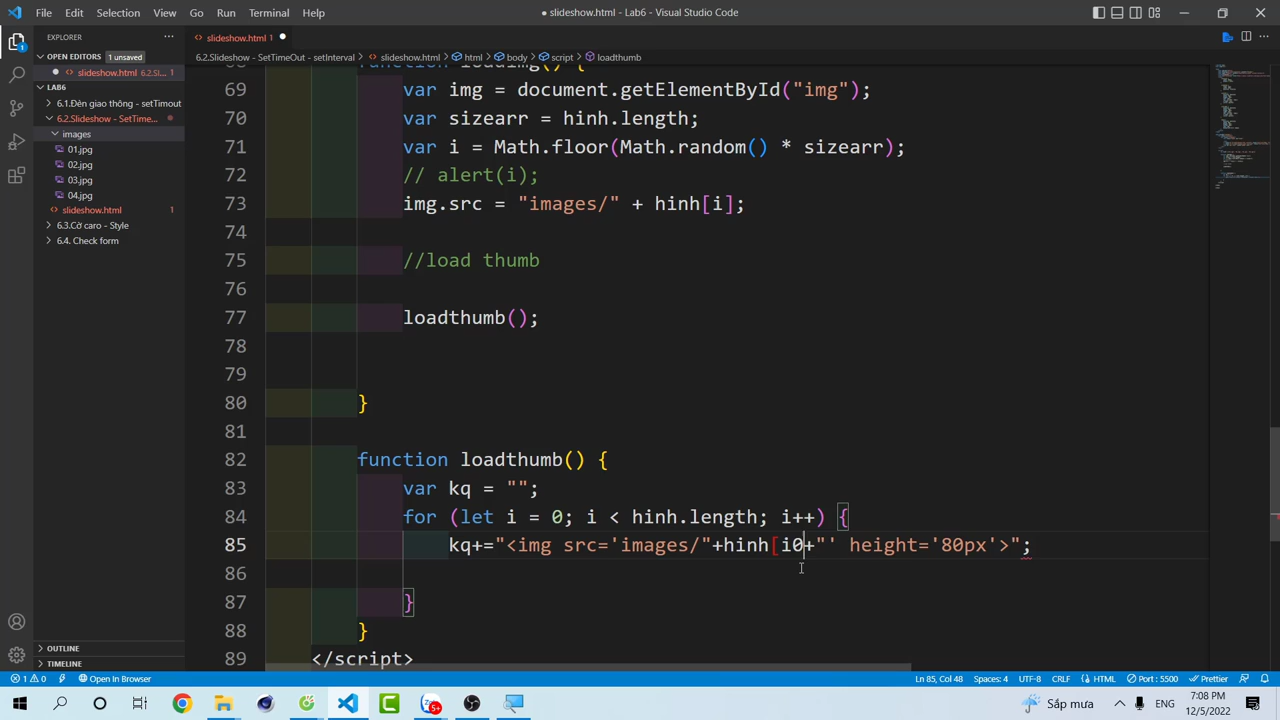 File Edit Selection View Go Run Terminal Help
● slideshow.html - Lab6 - Visual Studio Code
EXPLORER ···
slideshow.html 1 ●
OPEN EDITORS 1 unsaved
● slideshow.html 6.2.Sl... 1
6.2.Slideshow - SetTimeOut - setInterval > slideshow.html > html > body > script > loadthumb
LAB6
6.1.Đèn giao thông - setTimout
6.2.Slideshow - SetTime...
images
01.jpg
02.jpg
03.jpg
04.jpg
slideshow.html 1
6.3.Cờ caro - Style
6.4. Check form
OUTLINE
TIMELINE
68 function loadimg() {
69 var img = document.getElementById("img");
70 var sizearr = hinh.length;
71 var i = Math.floor(Math.random() * sizearr);
72 // alert(i);
73 img.src = "images/" + hinh[i];
74
75 //load thumb
76
77 loadthumb();
78
79
80 }
81
82 function loadthumb() {
83 var kq = "";
84 for (let i = 0; i < hinh.length; i++) {
85 kq+="<img src='images/"+hinh[i0+"' height='80px'>";
86
87 }
88 }
89 </script>
1 0 Open In Browser
Ln 85, Col 48 Spaces: 4 UTF-8 CRLF HTML Port : 5500 Prettier
5+
Sắp mưa ENG 7:08 PM 12/5/2022